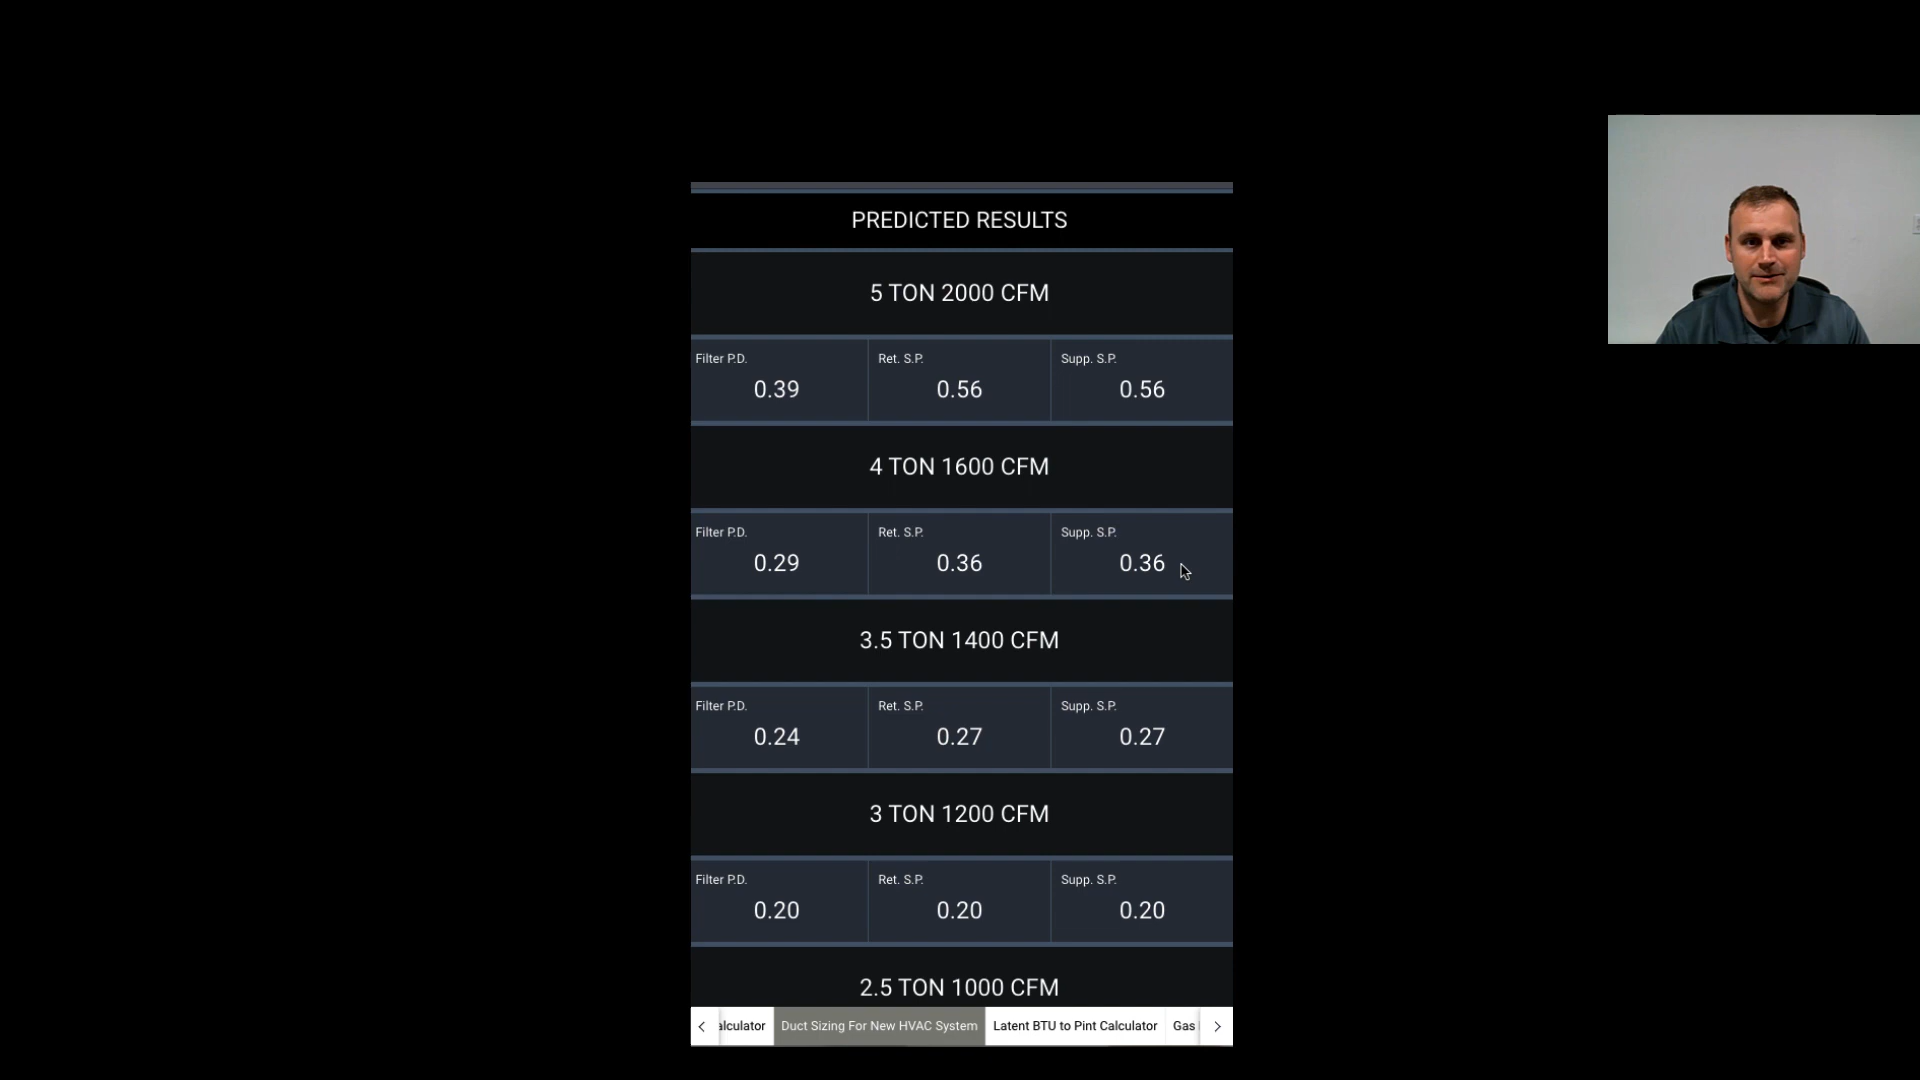 PREDICTED RESULTS
5 TON 2000 CFM
Filter P.D. Ret. S.P. Supp. S.P.
0.39 0.56 0.56
4 TON 1600 CFM
Filter P.D. Ret. S.P. Supp. S.P.
0.29 0.36 0.36
3.5 TON 1400 CFM
Filter P.D. Ret. S.P. Supp. S.P.
0.24 0.27 0.27
3 TON 1200 CFM
Filter P.D. Ret. S.P. Supp. S.P.
0.20 0.20 0.20
2.5 TON 1000 CFM
alculator Duct Sizing For New HVAC System Latent BTU to Pint Calculator Gas